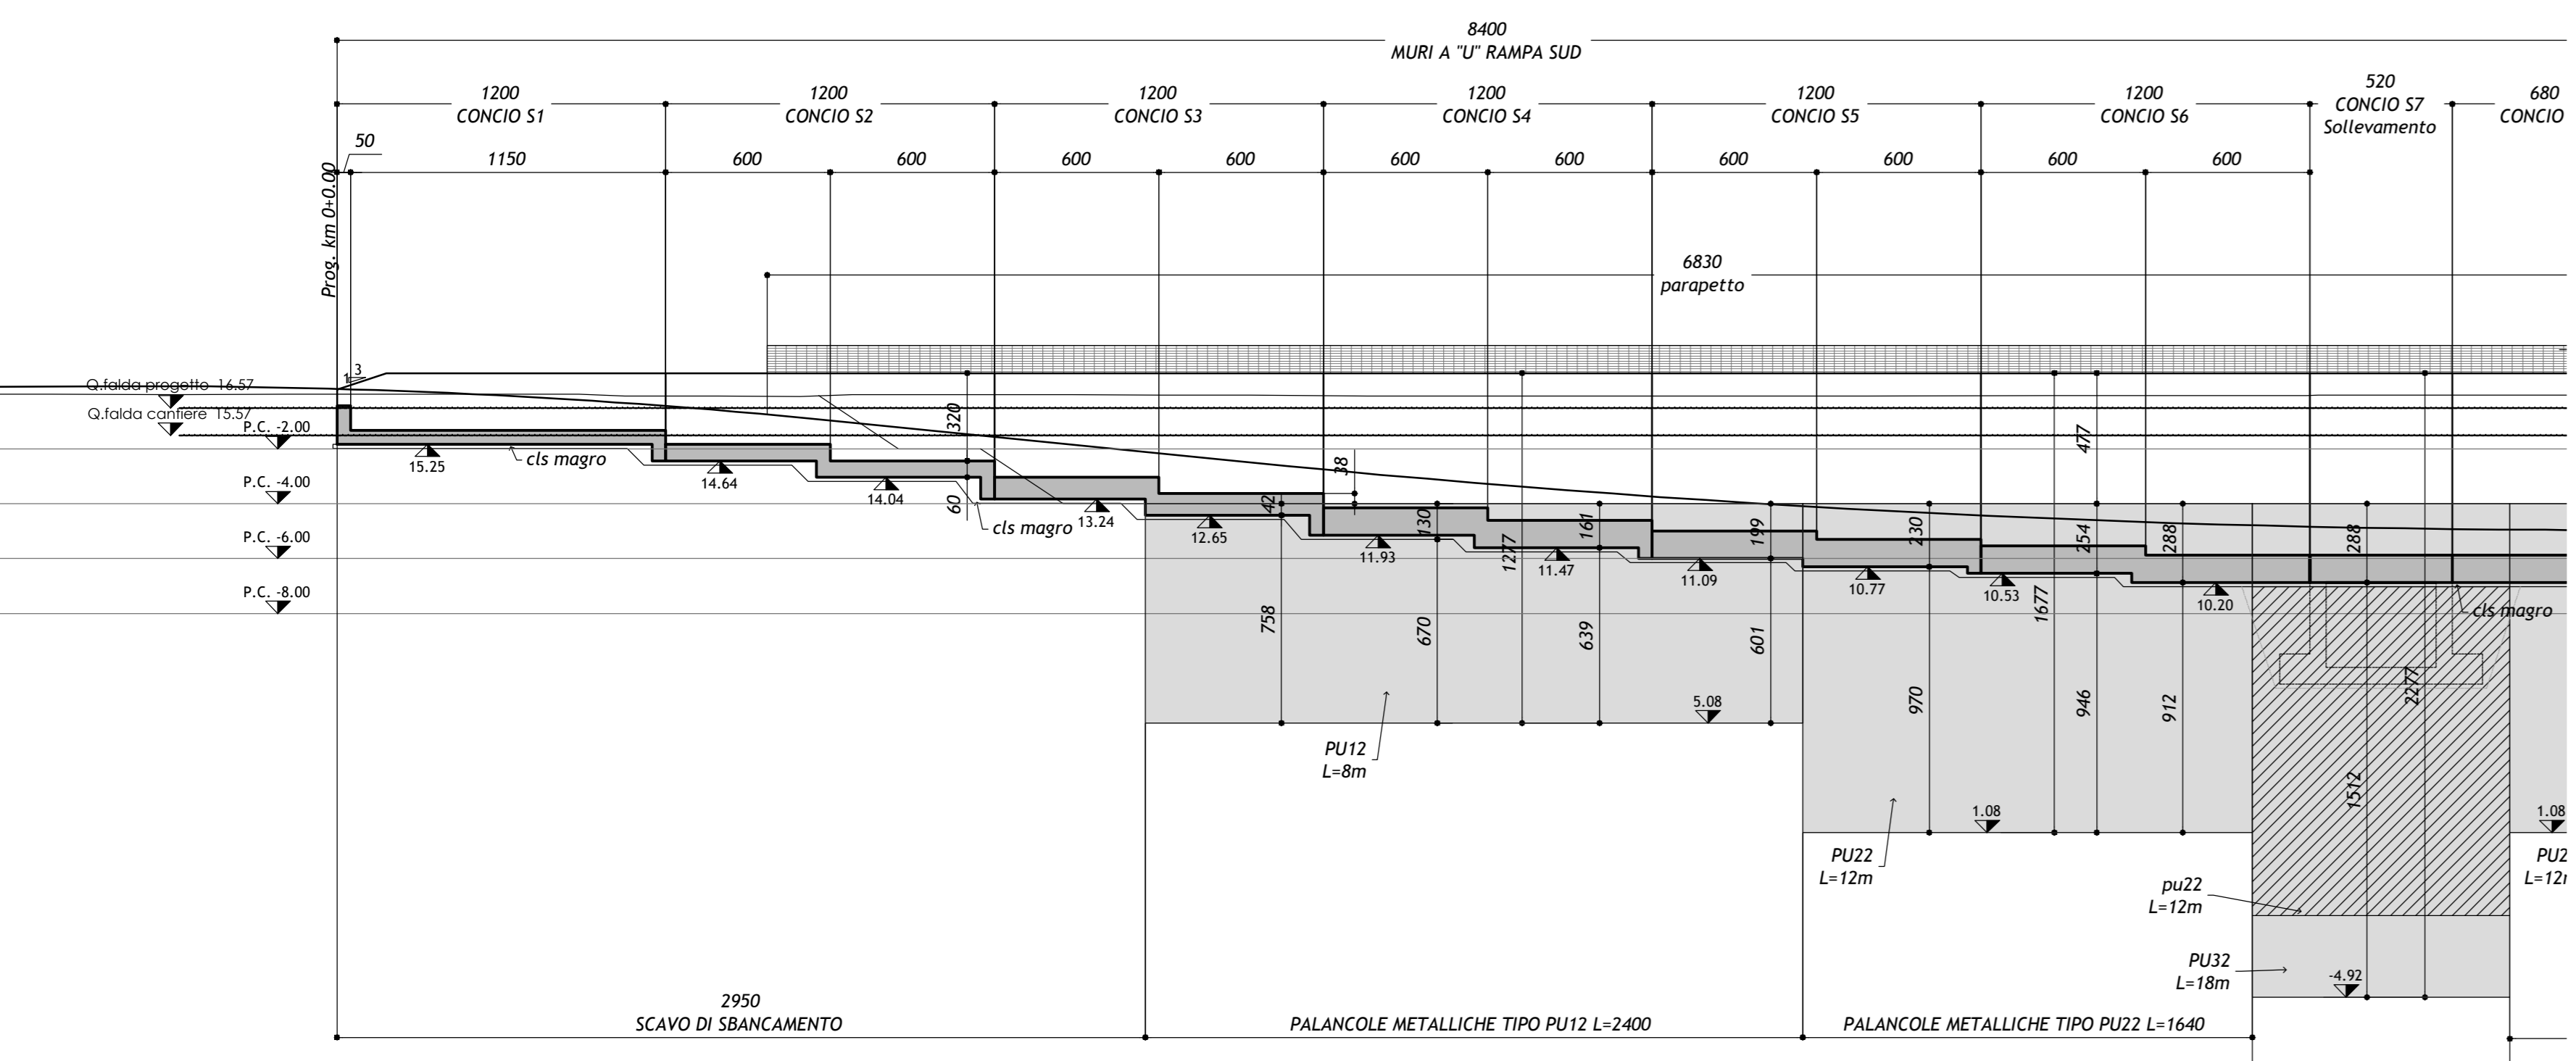 8400
MURI A "U" RAMPA SUD
1200
CONCIO S1
1200
CONCIO S2
1200
CONCIO S3
1200
CONCIO S4
1200
CONCIO S5
1200
CONCIO S6
520
CONCIO S7
Sollevamento
680
CONCIO
50
1150
600
600
600
600
600
600
600
600
600
600
Prog. km 0+0.00
6830
parapetto
1
3
Q.falda progetto 16.57
Q.falda cantiere 15.57
P.C. -2.00
P.C. -4.00
P.C. -6.00
P.C. -8.00
15.25
cls magro
14.64
14.04
320
60
cls magro
13.24
12.65
42
38
11.93
130
1277
11.47
161
11.09
199
10.77
230
10.53
477
254
288
10.20
288
cls magro
758
670
639
601
970
1677
946
912
2277
1512
5.08
1.08
1.08
-4.92
PU12
L=8m
PU22
L=12m
pu22
L=12m
PU32
L=18m
PU2
L=12
2950
SCAVO DI SBANCAMENTO
PALANCOLE METALLICHE TIPO PU12 L=2400
PALANCOLE METALLICHE TIPO PU22 L=1640